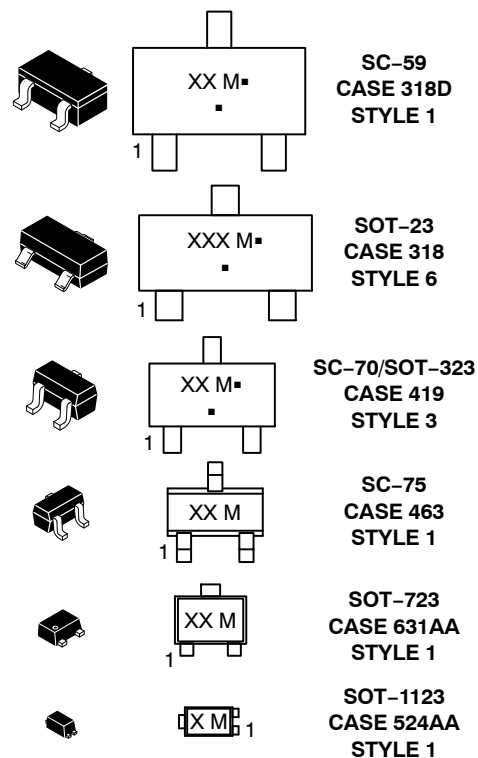 XX M▪
▪
1
SC−59
CASE 318D
STYLE 1
XXX M▪
▪
1
SOT−23
CASE 318
STYLE 6
XX M▪
▪
1
SC−70/SOT−323
CASE 419
STYLE 3
XX M
1
SC−75
CASE 463
STYLE 1
XX M
1
SOT−723
CASE 631AA
STYLE 1
X M
1
SOT−1123
CASE 524AA
STYLE 1